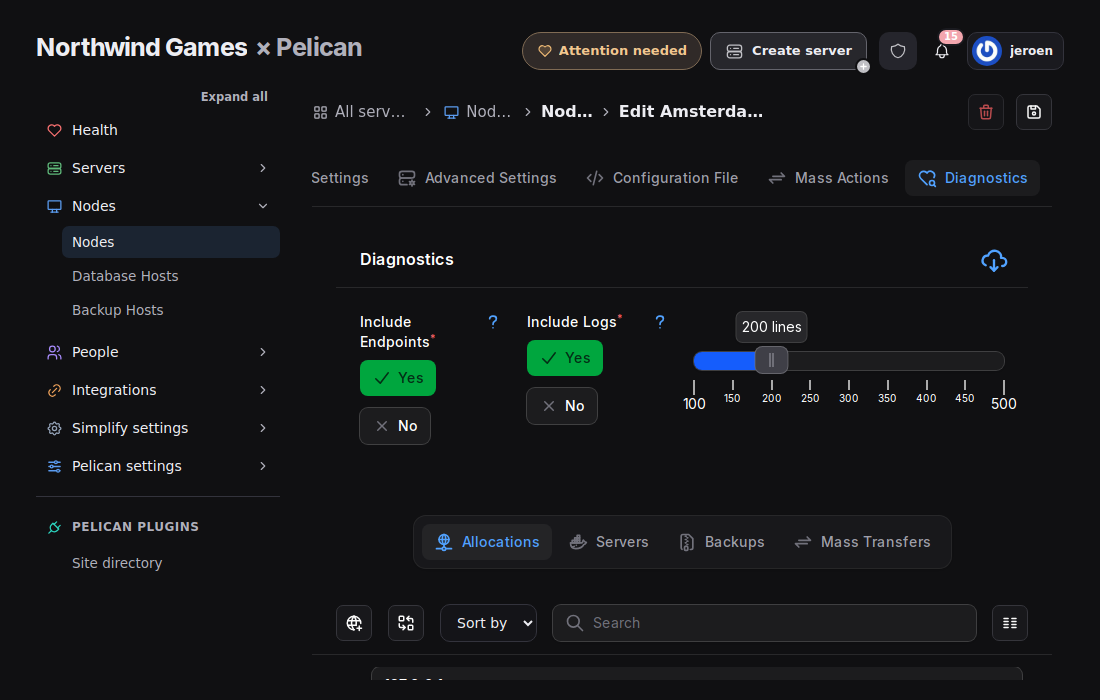 Northwind Games × Pelican
Attention needed
Create server
15
jeroen
Expand all
Health
Servers
Nodes
Nodes
Database Hosts
Backup Hosts
People
Integrations
Simplify settings
Pelican settings
PELICAN PLUGINS
Site directory
All serv... > Nod... > Nod... > Edit Amsterda...
Settings
Advanced Settings
Configuration File
Mass Actions
Diagnostics
Diagnostics
Include Endpoints*
?
Yes
No
Include Logs*
?
Yes
No
200 lines
100 150 200 250 300 350 400 450 500
Allocations
Servers
Backups
Mass Transfers
Sort by
Search